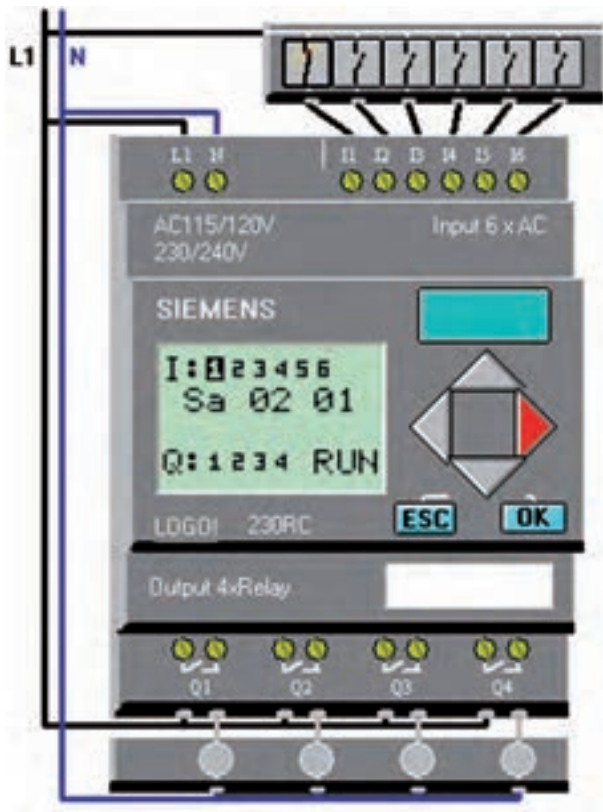 L1 N
L1 N I1 I2 I3 I4 I5 I6
AC115/120V Input 6 x AC
230/240V
SIEMENS
I:123456
Sa 02 01
Q:1234 RUN
ESC OK
LOGO! 230RC
Output 4xRelay
Q1 Q2 Q3 Q4